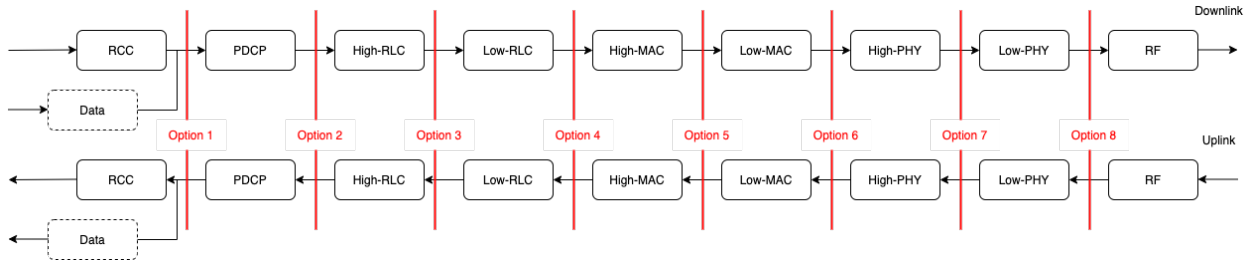 Downlink
RCC
PDCP
High-RLC
Low-RLC
High-MAC
Low-MAC
High-PHY
Low-PHY
RF
Data
Option 1
Option 2
Option 3
Option 4
Option 5
Option 6
Option 7
Option 8
Uplink
RCC
PDCP
High-RLC
Low-RLC
High-MAC
Low-MAC
High-PHY
Low-PHY
RF
Data